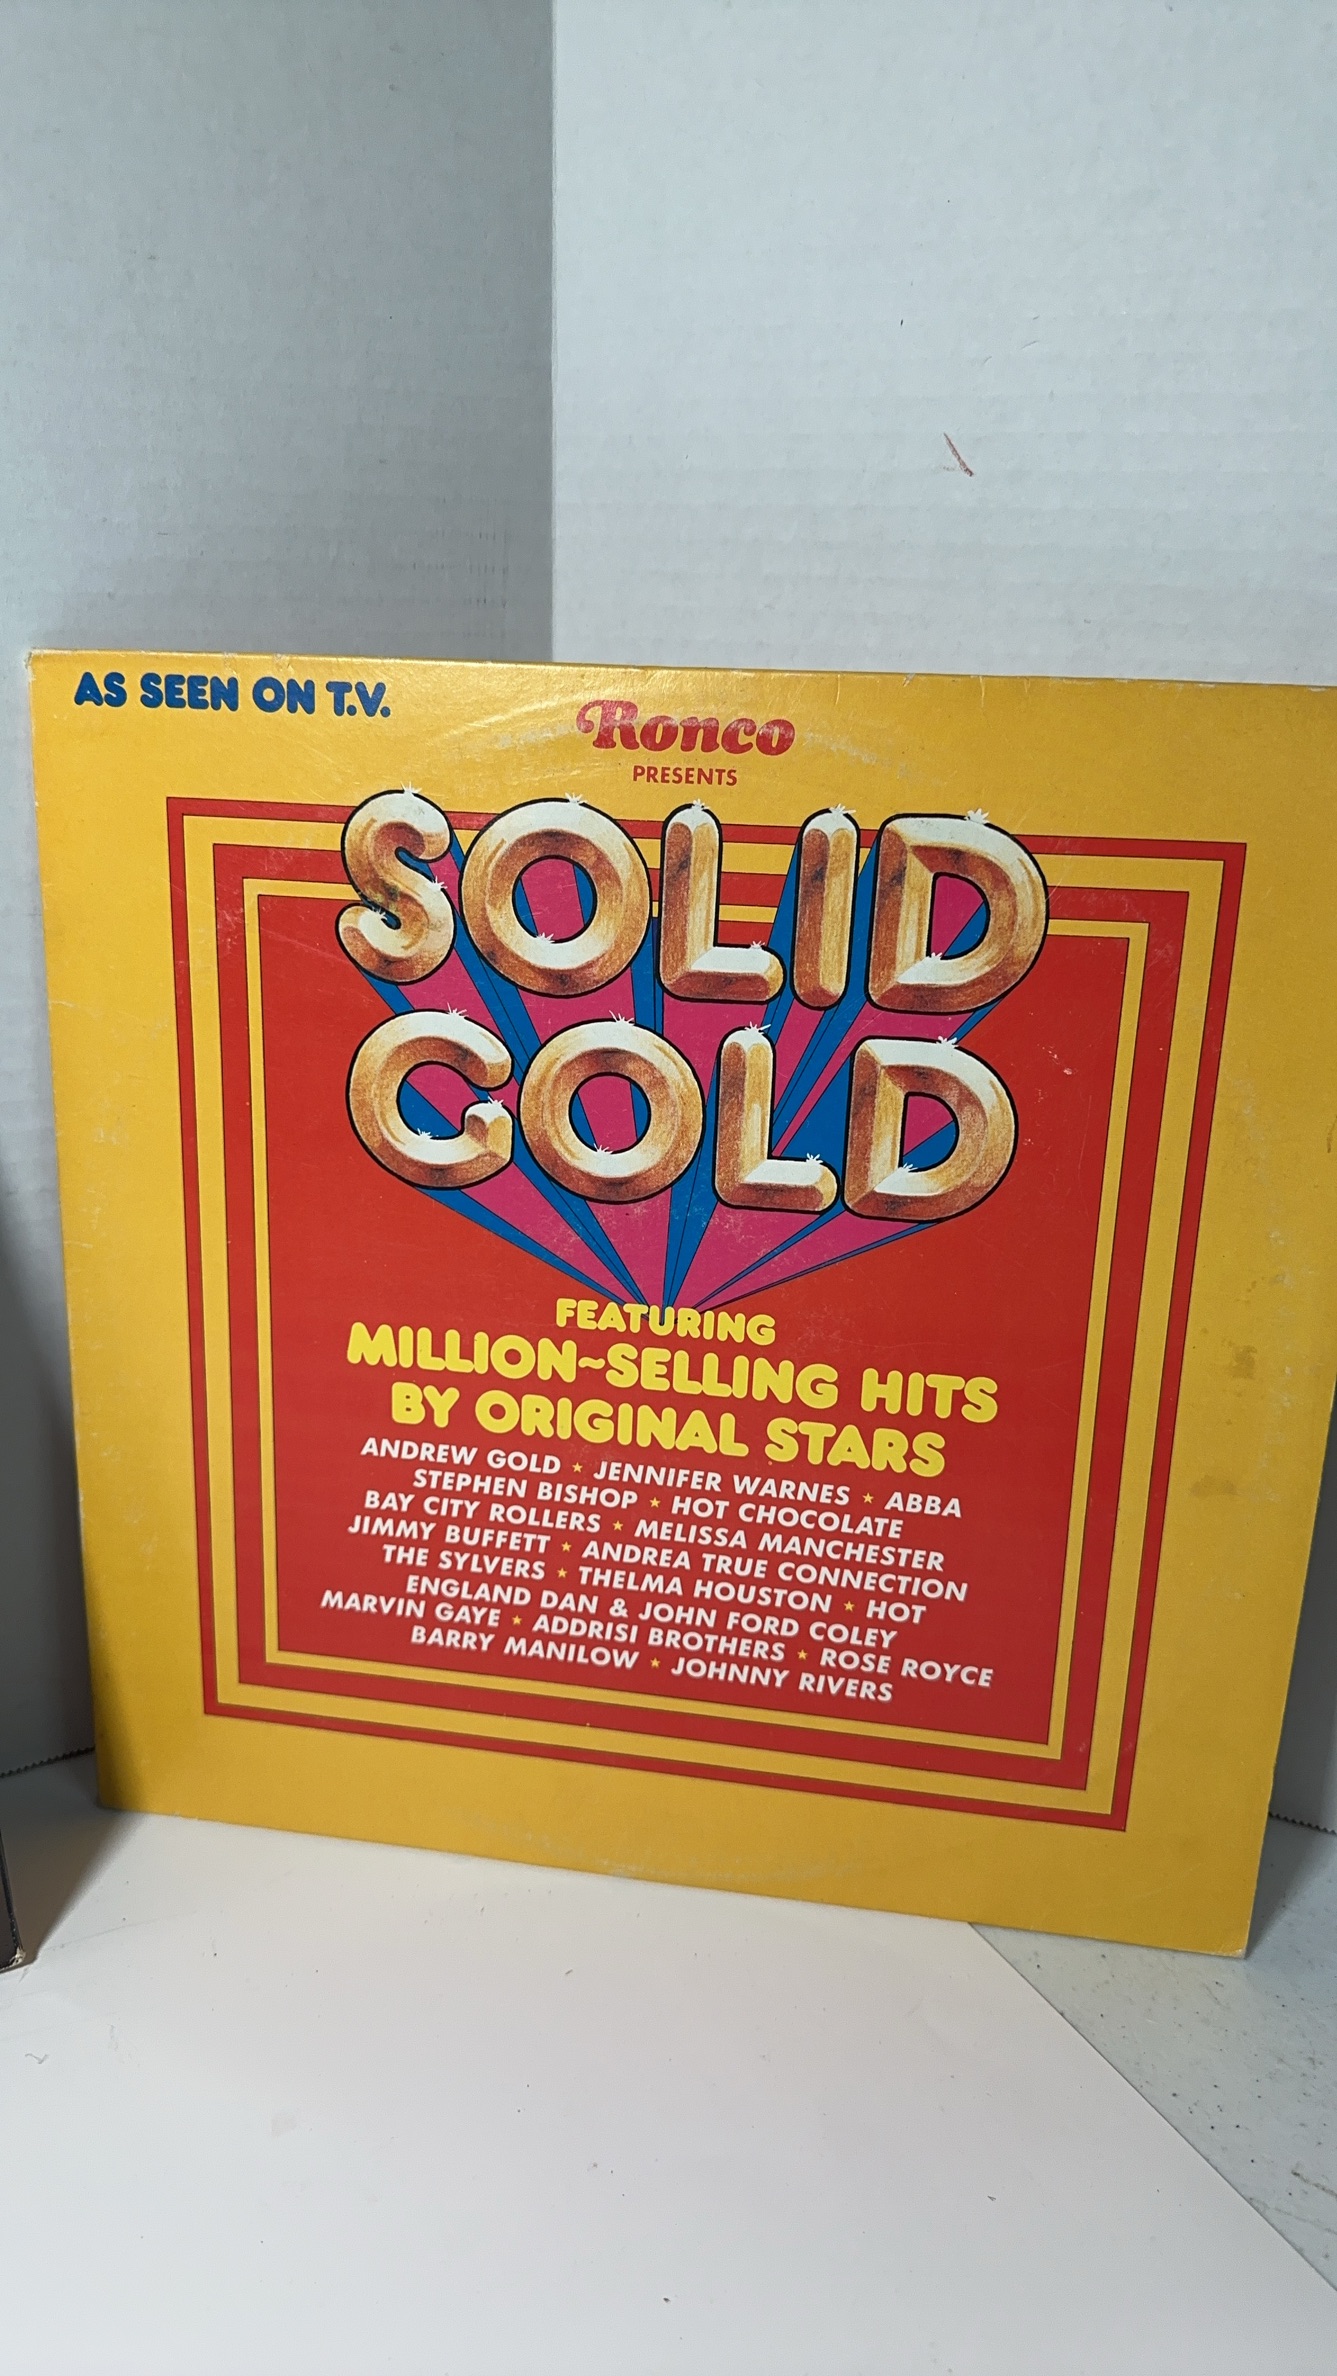 AS SEEN ON T.V.
Ronco
PRESENTS
SOLID
GOLD
FEATURING
MILLION~SELLING HITS
BY ORIGINAL STARS
ANDREW GOLD ★ JENNIFER WARNES ★ ABBA
STEPHEN BISHOP ★ HOT CHOCOLATE
BAY CITY ROLLERS ★ MELISSA MANCHESTER
JIMMY BUFFETT ★ ANDREA TRUE CONNECTION
THE SYLVERS ★ THELMA HOUSTON ★ HOT
ENGLAND DAN & JOHN FORD COLEY
MARVIN GAYE ★ ADDRISI BROTHERS ★ ROSE ROYCE
BARRY MANILOW ★ JOHNNY RIVERS